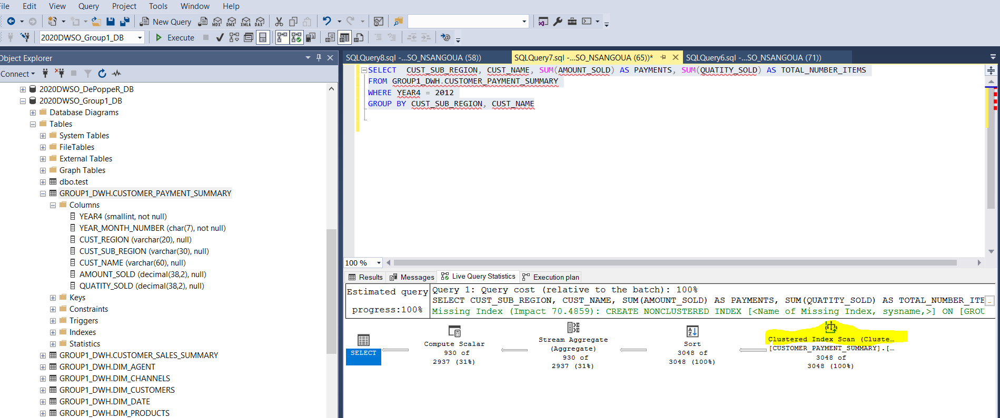 File Edit View Query Project Tools Window Help
New Query MDX DMX XMLA DAX
2020DWSO_Group1_DB Execute
Object Explorer
Connect
2020DWSO_DePoppeR_DB
2020DWSO_Group1_DB
Database Diagrams
Tables
System Tables
FileTables
External Tables
Graph Tables
dbo.test
GROUP1_DWH.CUSTOMER_PAYMENT_SUMMARY
Columns
YEAR4 (smallint, not null)
YEAR_MONTH_NUMBER (char(7), not null)
CUST_REGION (varchar(20), null)
CUST_SUB_REGION (varchar(30), null)
CUST_NAME (varchar(60), null)
AMOUNT_SOLD (decimal(38,2), null)
QUATITY_SOLD (decimal(38,2), null)
Keys
Constraints
Triggers
Indexes
Statistics
GROUP1_DWH.CUSTOMER_SALES_SUMMARY
GROUP1_DWH.DIM_AGENT
GROUP1_DWH.DIM_CHANNELS
GROUP1_DWH.DIM_CUSTOMERS
GROUP1_DWH.DIM_DATE
GROUP1_DWH.DIM_PRODUCTS
SQLQuery8.sql -...SO_NSANGOUA (58)) SQLQuery7.sql -...SO_NSANGOUA (65))* SQLQuery6.sql -...SO_NSANGOUA (71))
SELECT CUST_SUB_REGION, CUST_NAME, SUM(AMOUNT_SOLD) AS PAYMENTS, SUM(QUATITY_SOLD) AS TOTAL_NUMBER_ITEMS
FROM GROUP1_DWH.CUSTOMER_PAYMENT_SUMMARY
WHERE YEAR4 = 2012
GROUP BY CUST_SUB_REGION, CUST_NAME
100 %
Results Messages Live Query Statistics Execution plan
Estimated query
progress:100%
Query 1: Query cost (relative to the batch): 100%
SELECT CUST_SUB_REGION, CUST_NAME, SUM(AMOUNT_SOLD) AS PAYMENTS, SUM(QUATITY_SOLD) AS TOTAL_NUMBER_ITE
...
Missing Index (Impact 70.4859): CREATE NONCLUSTERED INDEX [<Name of Missing Index, sysname,>] ON [GROU
SELECT
Compute Scalar
930 of
2937 (31%)
Stream Aggregate
(Aggregate)
930 of
2937 (31%)
Sort
3048 of
3048 (100%)
Clustered Index Scan (Cluste...
[CUSTOMER_PAYMENT_SUMMARY].[...
3048 of
3048 (100%)